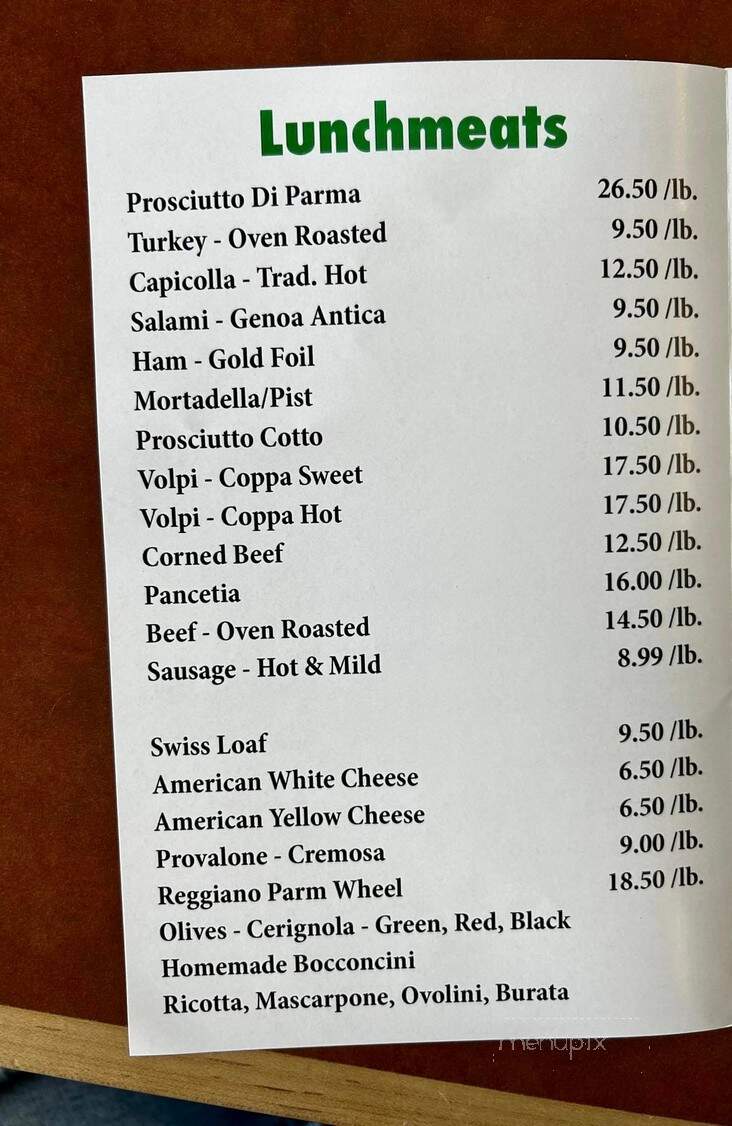 Lunchmeats
Prosciutto Di Parma 26.50 /lb.
Turkey - Oven Roasted 9.50 /lb.
Capicolla - Trad. Hot 12.50 /lb.
Salami - Genoa Antica 9.50 /lb.
Ham - Gold Foil 9.50 /lb.
Mortadella/Pist 11.50 /lb.
Prosciutto Cotto 10.50 /lb.
Volpi - Coppa Sweet 17.50 /lb.
Volpi - Coppa Hot 17.50 /lb.
Corned Beef 12.50 /lb.
Pancetia 16.00 /lb.
Beef - Oven Roasted 14.50 /lb.
Sausage - Hot & Mild 8.99 /lb.
Swiss Loaf 9.50 /lb.
American White Cheese 6.50 /lb.
American Yellow Cheese 6.50 /lb.
Provalone - Cremosa 9.00 /lb.
Reggiano Parm Wheel 18.50 /lb.
Olives - Cerignola - Green, Red, Black
Homemade Bocconcini
Ricotta, Mascarpone, Ovolini, Burata
menupix